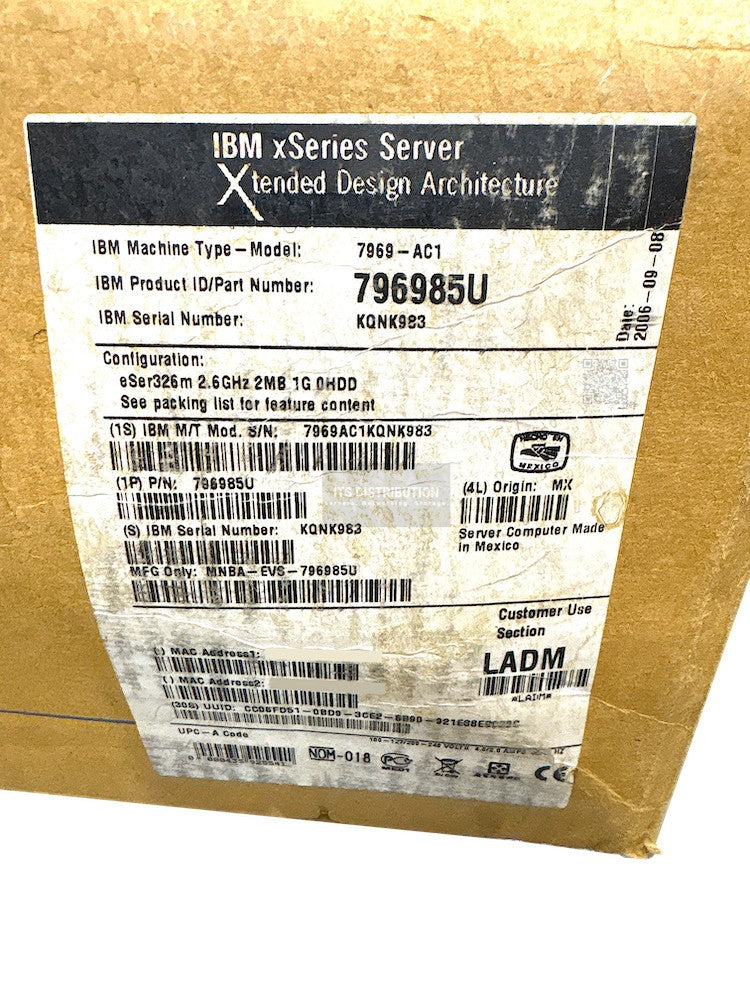 IBM xSeries Server
Xtended Design Architecture
IBM Machine Type-Model: 7969-AC1
IBM Product ID/Part Number: 796985U
IBM Serial Number: KQNK983
Date: 2006-09-08
Configuration:
eSer326m 2.6GHz 2MB 1G 0HDD
See packing list for feature content
(1S) IBM M/T Mod. S/N: 7969AC1KQNK983
HECHO EN
MEXICO
(1P) P/N: 796985U
ITS DISTRIBUTION
(4L) Origin: MX
(S) IBM Serial Number: KQNK983
Server Computer Made
in Mexico
MFG Only: MNBA-EVS-796985U
Customer Use
Section
() MAC Address1:
LADM
() MAC Address2:
*LADM*
(30S) UUID:
UPC-A Code
NOM-018
CE